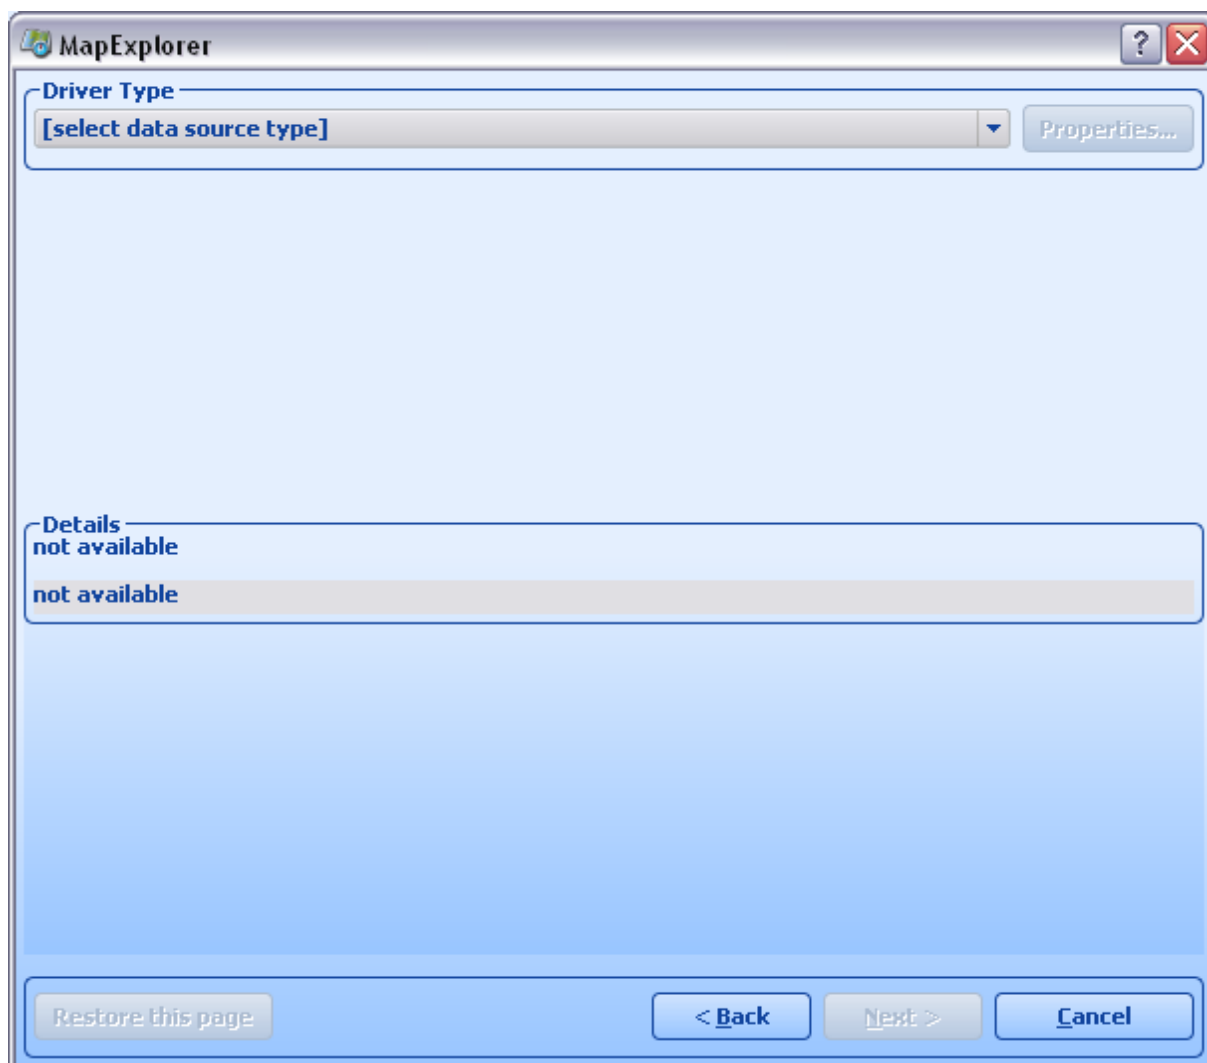 MapExplorer
?
Driver Type
[select data source type]
Properties...
Details
not available
not available
Restore this page
< Back
Next >
Cancel